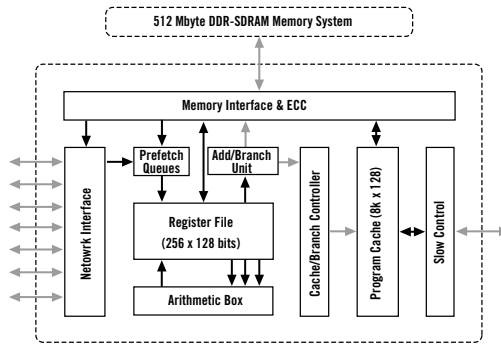 512 Mbyte DDR-SDRAM Memory System
Memory Interface & ECC
Netowrk Interface
Prefetch
Queues
Add/Branch
Unit
Register File
(256 x 128 bits)
Arithmetic Box
Cache/Branch Controller
Program Cache (8k x 128)
Slow Control